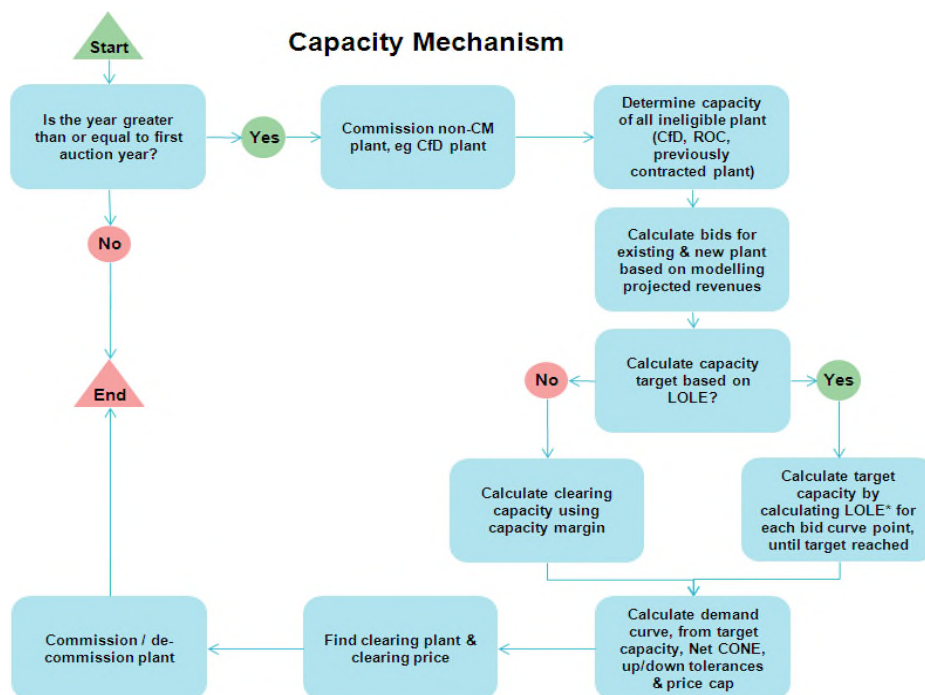 Capacity Mechanism
Start
Is the year greater
than or equal to first
auction year?
Yes
Commission non-CM
plant, eg CfD plant
Determine capacity
of all ineligible plant
(CfD, ROC,
previously
contracted plant)
No
Calculate bids for
existing & new plant
based on modelling
projected revenues
Calculate capacity
target based on
LOLE?
No
Yes
End
Calculate clearing
capacity using
capacity margin
Calculate target
capacity by
calculating LOLE* for
each bid curve point,
until target reached
Calculate demand
curve, from target
capacity, Net CONE,
up/down tolerances
& price cap
Find clearing plant &
clearing price
Commission / de-
commission plant